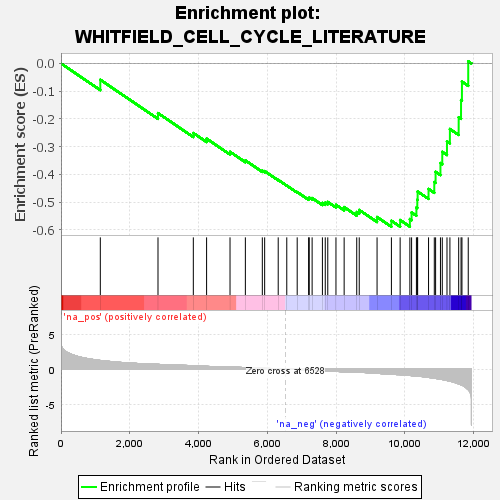 Enrichment plot:
WHITFIELD_CELL_CYCLE_LITERATURE
Enrichment score (ES)
0.0
-0.1
-0.2
-0.3
-0.4
-0.5
-0.6
'na_pos' (positively correlated)
Ranked list metric (PreRanked)
5
0
-5
Zero cross at 6528
'na_neg' (negatively correlated)
0
2,000
4,000
6,000
8,000
10,000
12,000
Rank in Ordered Dataset
Enrichment profile
Hits
Ranking metric scores